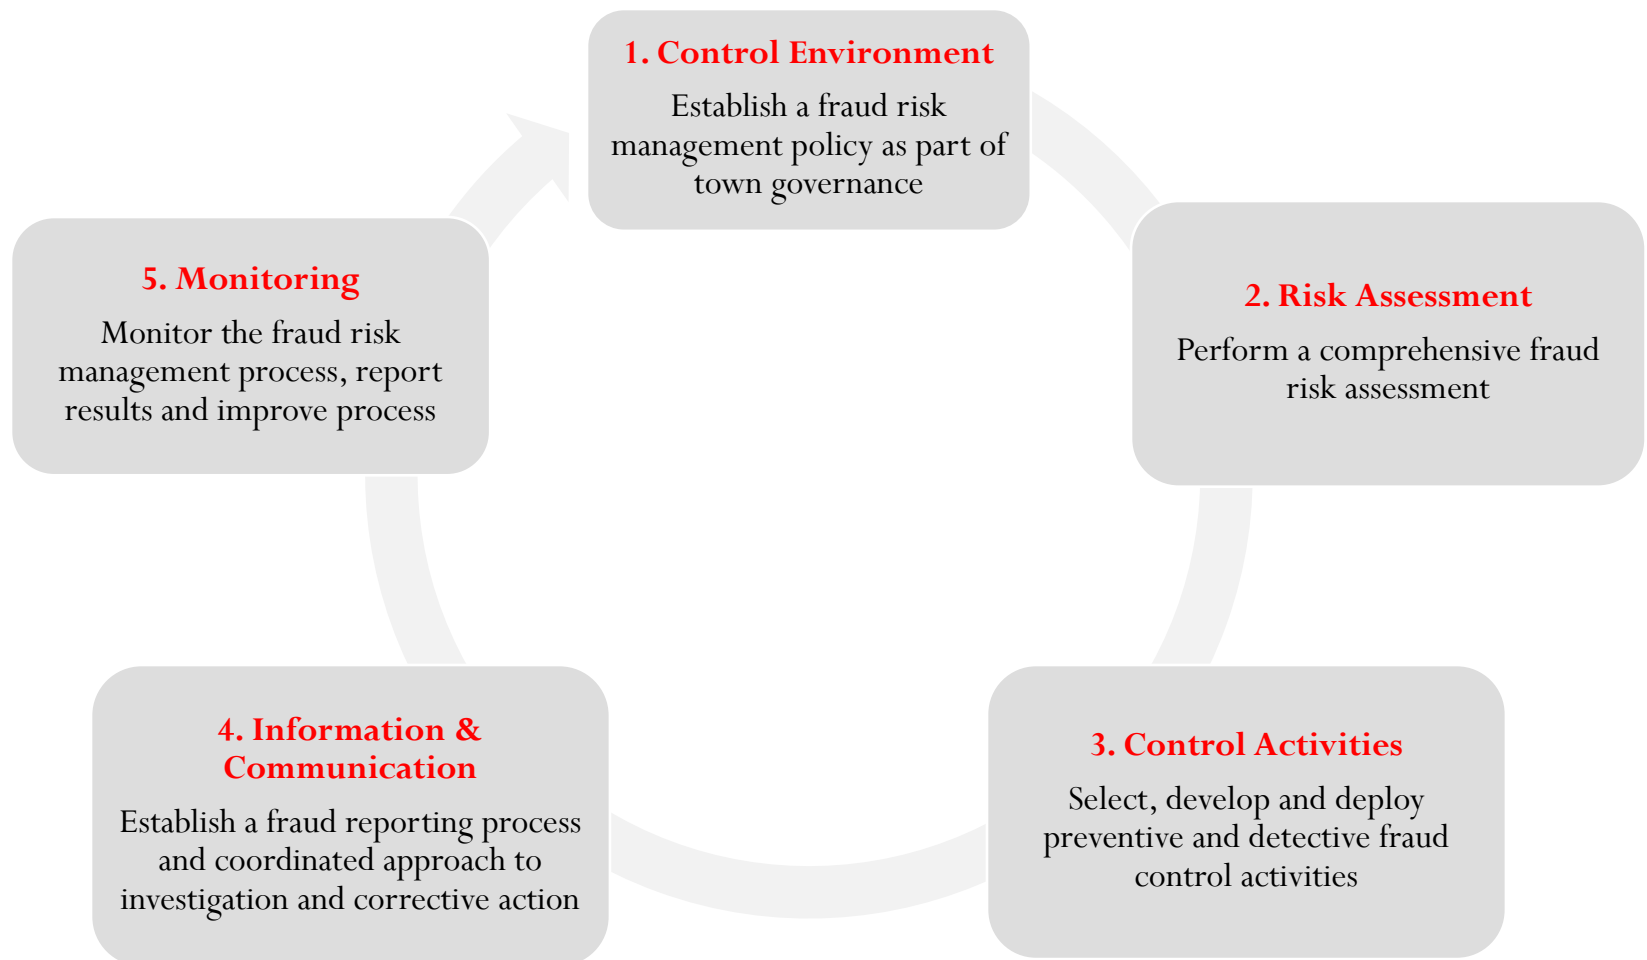 1. Control Environment
Establish a fraud risk
management policy as part of
town governance
2. Risk Assessment
Perform a comprehensive fraud
risk assessment
3. Control Activities
Select, develop and deploy
preventive and detective fraud
control activities
4. Information &
Communication
Establish a fraud reporting process
and coordinated approach to
investigation and corrective action
5. Monitoring
Monitor the fraud risk
management process, report
results and improve process